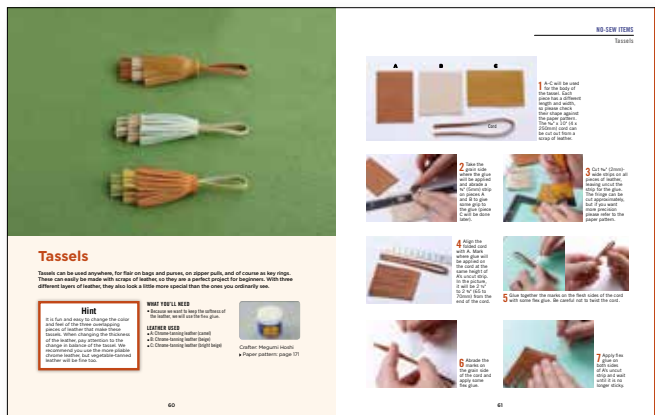 Tassels
Tassels can be used anywhere, for flair on bags and purses, on zipper pulls, and of course as key rings.
These can easily be made with scraps of leather, so they are a perfect project for beginners. With three
different layers of leather, they also look a little more special than the ones you ordinarily see.
Hint
It is fun and easy to change the color
and feel of the three overlapping
pieces of leather that make these
tassels. When changing the thickness
of the leather, pay attention to the
change in balance of the tassel. We
recommend you use the more pliable
chrome leather, but vegetable-tanned
leather will be fine too.
WHAT YOU'LL NEED
• Because we want to keep the softness of
the leather, we will use the flex glue.
LEATHER USED
• A: Chrome-tanning leather (camel)
• B: Chrome-tanning leather (beige)
• C: Chrome-tanning leather (bright beige)
Crafter: Megumi Hoshi
▶ Paper pattern: page 171
60
NO-SEW ITEMS
Tassels
A B C
Cord
1 A–C will be used
for the body of
the tassel. Each
piece has a different
length and width,
so please check
their shape against
the paper pattern.
250mm) cord can
be cut out from a
scrap of leather.
2 Take the
grain side
where the glue
will be applied
and abrade a
(5mm) strip
on pieces A
and B to give
some grip to
the glue (piece
C will be done
later).
3 Cut (2mm)-
wide strips on all
pieces of leather,
leaving uncut the
strip for the glue.
The fringe can be
cut approximately,
but if you want
more precision
please refer to the
paper pattern.
4 Align the
folded cord
with A. Mark
where glue
will be applied
on the cord at
the same height
of A's uncut strip.
In the picture,
it will be 2
to 2 (65 to
70mm) from the
end of the cord.
5 Glue together the marks on the flesh sides of the cord
with some flex glue. Be careful not to twist the cord.
6 Abrade the
marks on
the grain side
of the cord and
apply some
flex glue.
7 Apply flex
glue on
both sides
of A's uncut
strip and wait
until it is no
longer sticky.
61